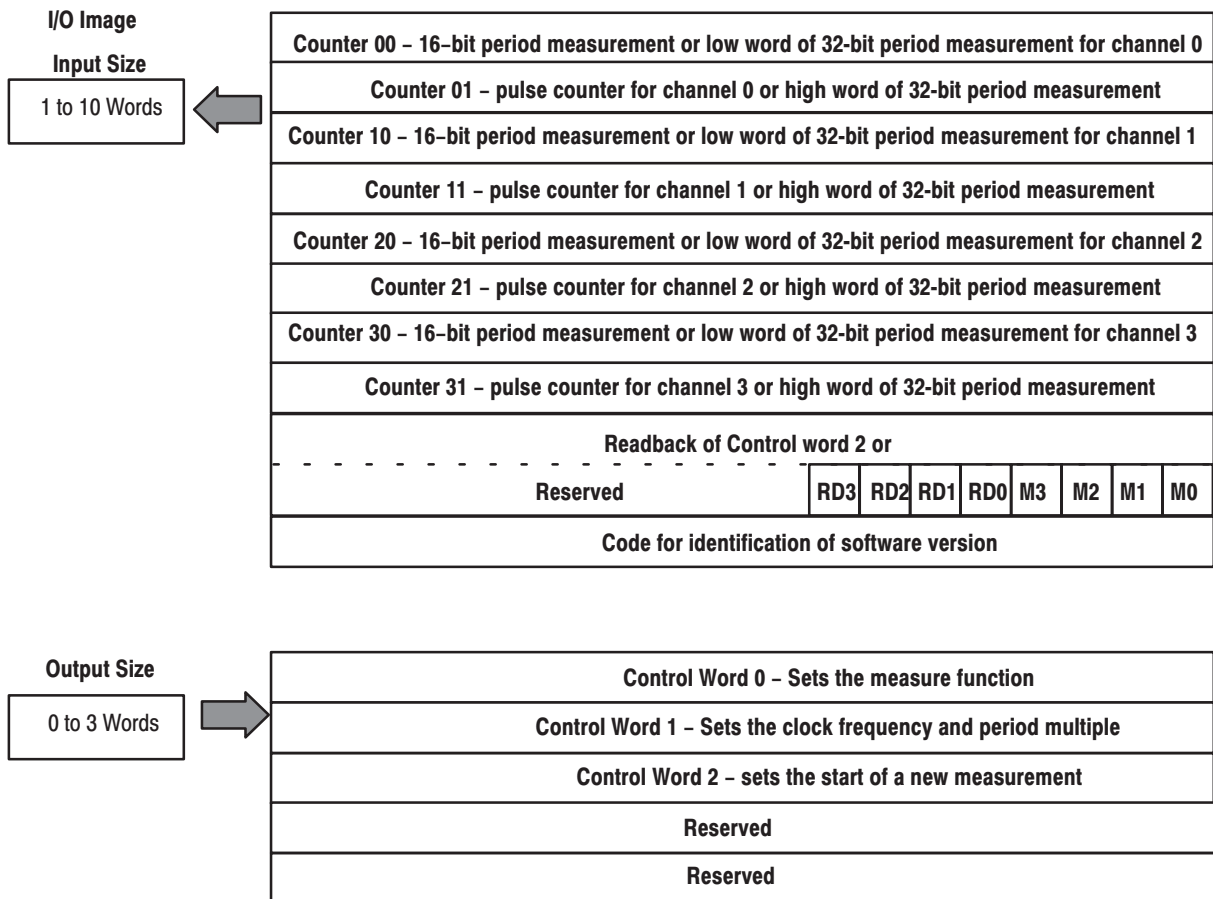 I/O Image
Input Size
1 to 10 Words
Counter 00 – 16–bit period measurement or low word of 32-bit period measurement for channel 0
Counter 01 – pulse counter for channel 0 or high word of 32-bit period measurement
Counter 10 – 16–bit period measurement or low word of 32-bit period measurement for channel 1
Counter 11 – pulse counter for channel 1 or high word of 32-bit period measurement
Counter 20 – 16–bit period measurement or low word of 32-bit period measurement for channel 2
Counter 21 – pulse counter for channel 2 or high word of 32-bit period measurement
Counter 30 – 16–bit period measurement or low word of 32-bit period measurement for channel 3
Counter 31 – pulse counter for channel 3 or high word of 32-bit period measurement
Readback of Control word 2 or
Reserved RD3 RD2 RD1 RD0 M3 M2 M1 M0
Code for identification of software version
Output Size
0 to 3 Words
Control Word 0 – Sets the measure function
Control Word 1 – Sets the clock frequency and period multiple
Control Word 2 – sets the start of a new measurement
Reserved
Reserved